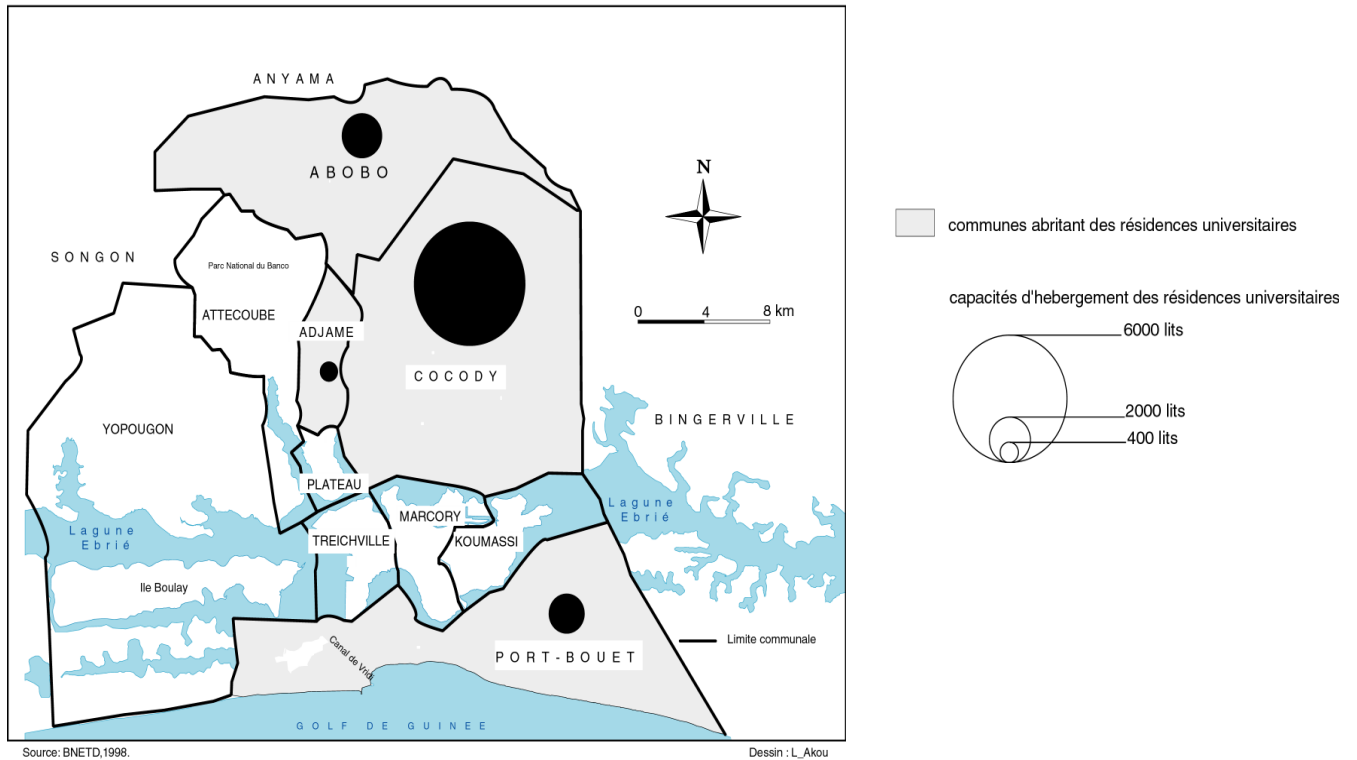 ANYAMA
ABOBO
N
SONGON
Parc National du Banco
communes abritant des résidences universitaires
ATTECOUBE
ADJAME
0 4 8 km
capacités d'hebergement des résidences universitaires
6000 lits
2000 lits
400 lits
COCODY
YOPOUGON
BINGERVILLE
PLATEAU
MARCORY
Lagune
Ebrié
TREICHVILLE
KOUMASSI
Lagune
Ebrié
Ile Boulay
Canal de Vridi
PORT-BOUET
Limite communale
GOLF DE GUINEE
Source: BNETD,1998.
Dessin : L_Akou